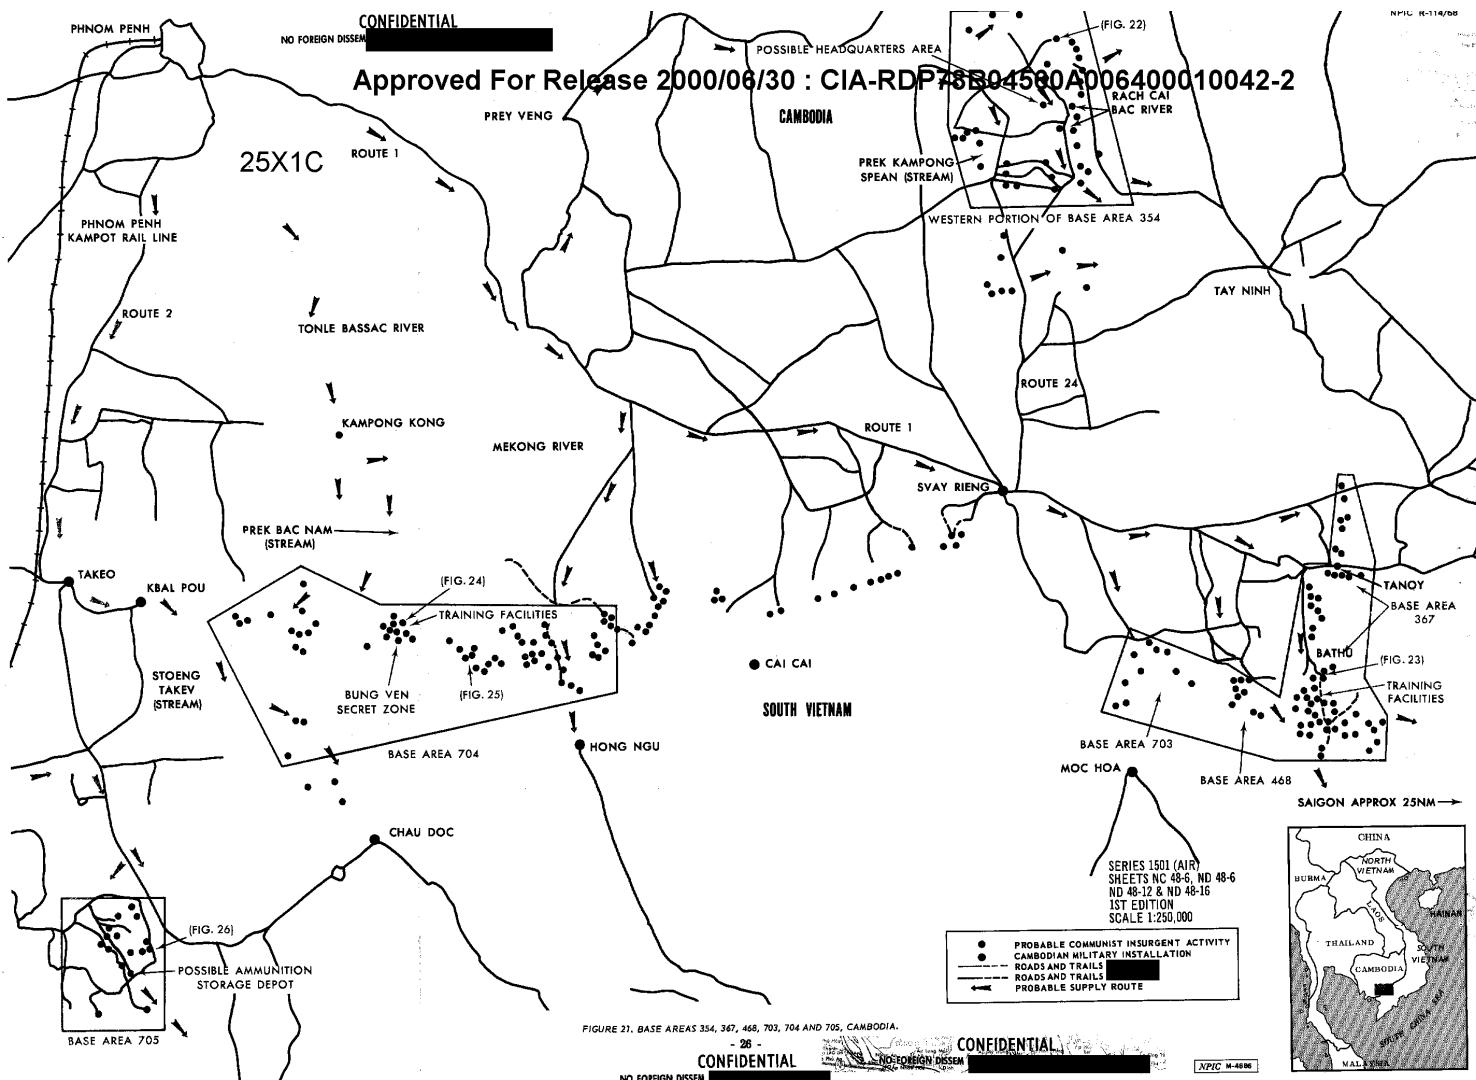 CONFIDENTIAL
NO FOREIGN DISSEM
NPIC R-114/68
Approved For Release 2000/06/30 : CIA-RDP78B04560A006400010042-2
PHNOM PENH
POSSIBLE HEADQUARTERS AREA
(FIG. 22)
PREY VENG
CAMBODIA
RACH CAI
BAC RIVER
25X1C
ROUTE 1
PREK KAMPONG
SPEAN (STREAM)
PHNOM PENH
KAMPOT RAIL LINE
WESTERN PORTION OF BASE AREA 354
TAY NINH
ROUTE 2
TONLE BASSAC RIVER
ROUTE 24
KAMPONG KONG
ROUTE 1
MEKONG RIVER
SVAY RIENG
PREK BAC NAM
(STREAM)
TAKEO
KBAL POU
(FIG. 24)
TRAINING FACILITIES
TANOY
BASE AREA
367
BATHU
(FIG. 23)
CAI CAI
STOENG
TAKEV
(STREAM)
BUNG VEN
SECRET ZONE
(FIG. 25)
TRAINING
FACILITIES
SOUTH VIETNAM
BASE AREA 704
HONG NGU
BASE AREA 703
MOC HOA
BASE AREA 468
SAIGON APPROX 25NM
CHAU DOC
SERIES 1501 (AIR)
SHEETS NC 48-6, ND 48-6
ND 48-12 & ND 48-16
1ST EDITION
SCALE 1:250,000
CHINA
NORTH
VIETNAM
BURMA
LAOS
HAINAN
THAILAND
SOUTH
VIETNAM
CAMBODIA
SOUTH CHINA SEA
MALAYSIA
(FIG. 26)
POSSIBLE AMMUNITION
STORAGE DEPOT
BASE AREA 705
PROBABLE COMMUNIST INSURGENT ACTIVITY
CAMBODIAN MILITARY INSTALLATION
ROADS AND TRAILS
ROADS AND TRAILS
PROBABLE SUPPLY ROUTE
FIGURE 21. BASE AREAS 354, 367, 468, 703, 704 AND 705, CAMBODIA.
- 26 -
CONFIDENTIAL
NO FOREIGN DISSEM
CONFIDENTIAL
NO FOREIGN DISSEM
NPIC M-4686